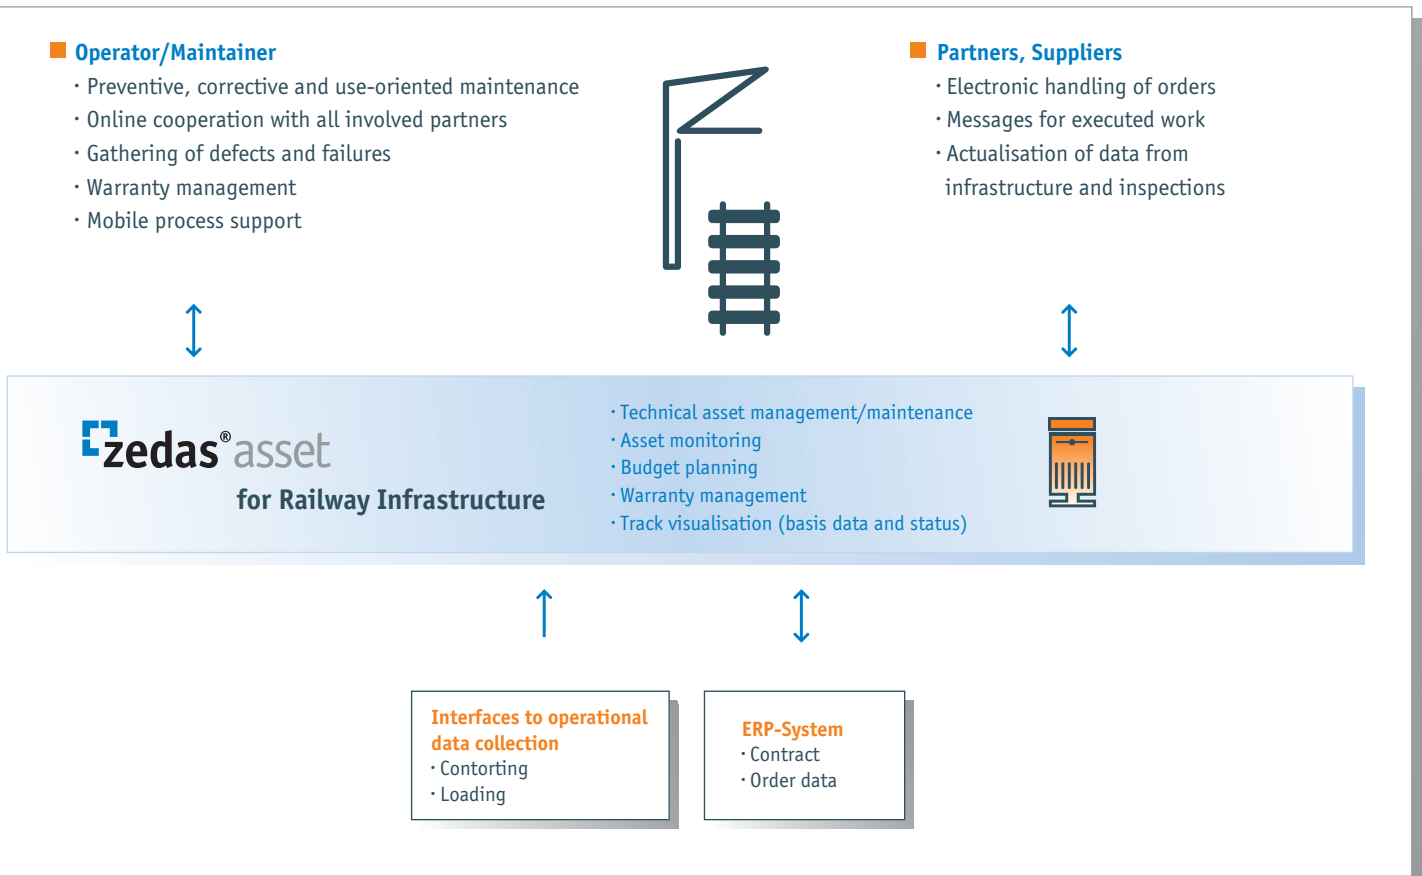 Operator/Maintainer
· Preventive, corrective and use-oriented maintenance
· Online cooperation with all involved partners
· Gathering of defects and failures
· Warranty management
· Mobile process support
Partners, Suppliers
· Electronic handling of orders
· Messages for executed work
· Actualisation of data from
infrastructure and inspections
zedas® asset
for Railway Infrastructure
· Technical asset management/maintenance
· Asset monitoring
· Budget planning
· Warranty management
· Track visualisation (basis data and status)
Interfaces to operational
data collection
· Contorting
· Loading
ERP-System
· Contract
· Order data